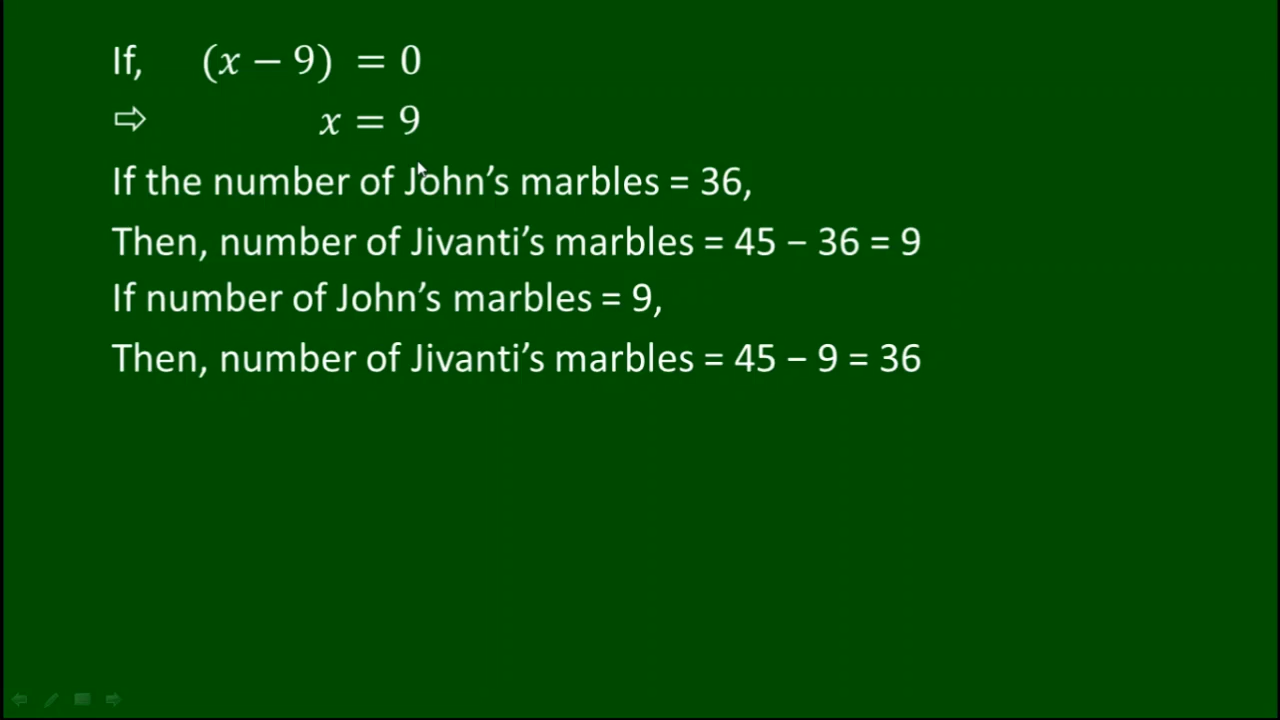 If, (x − 9) = 0
⇨ x = 9
If the number of John’s marbles = 36,
Then, number of Jivanti’s marbles = 45 − 36 = 9
If number of John’s marbles = 9,
Then, number of Jivanti’s marbles = 45 − 9 = 36